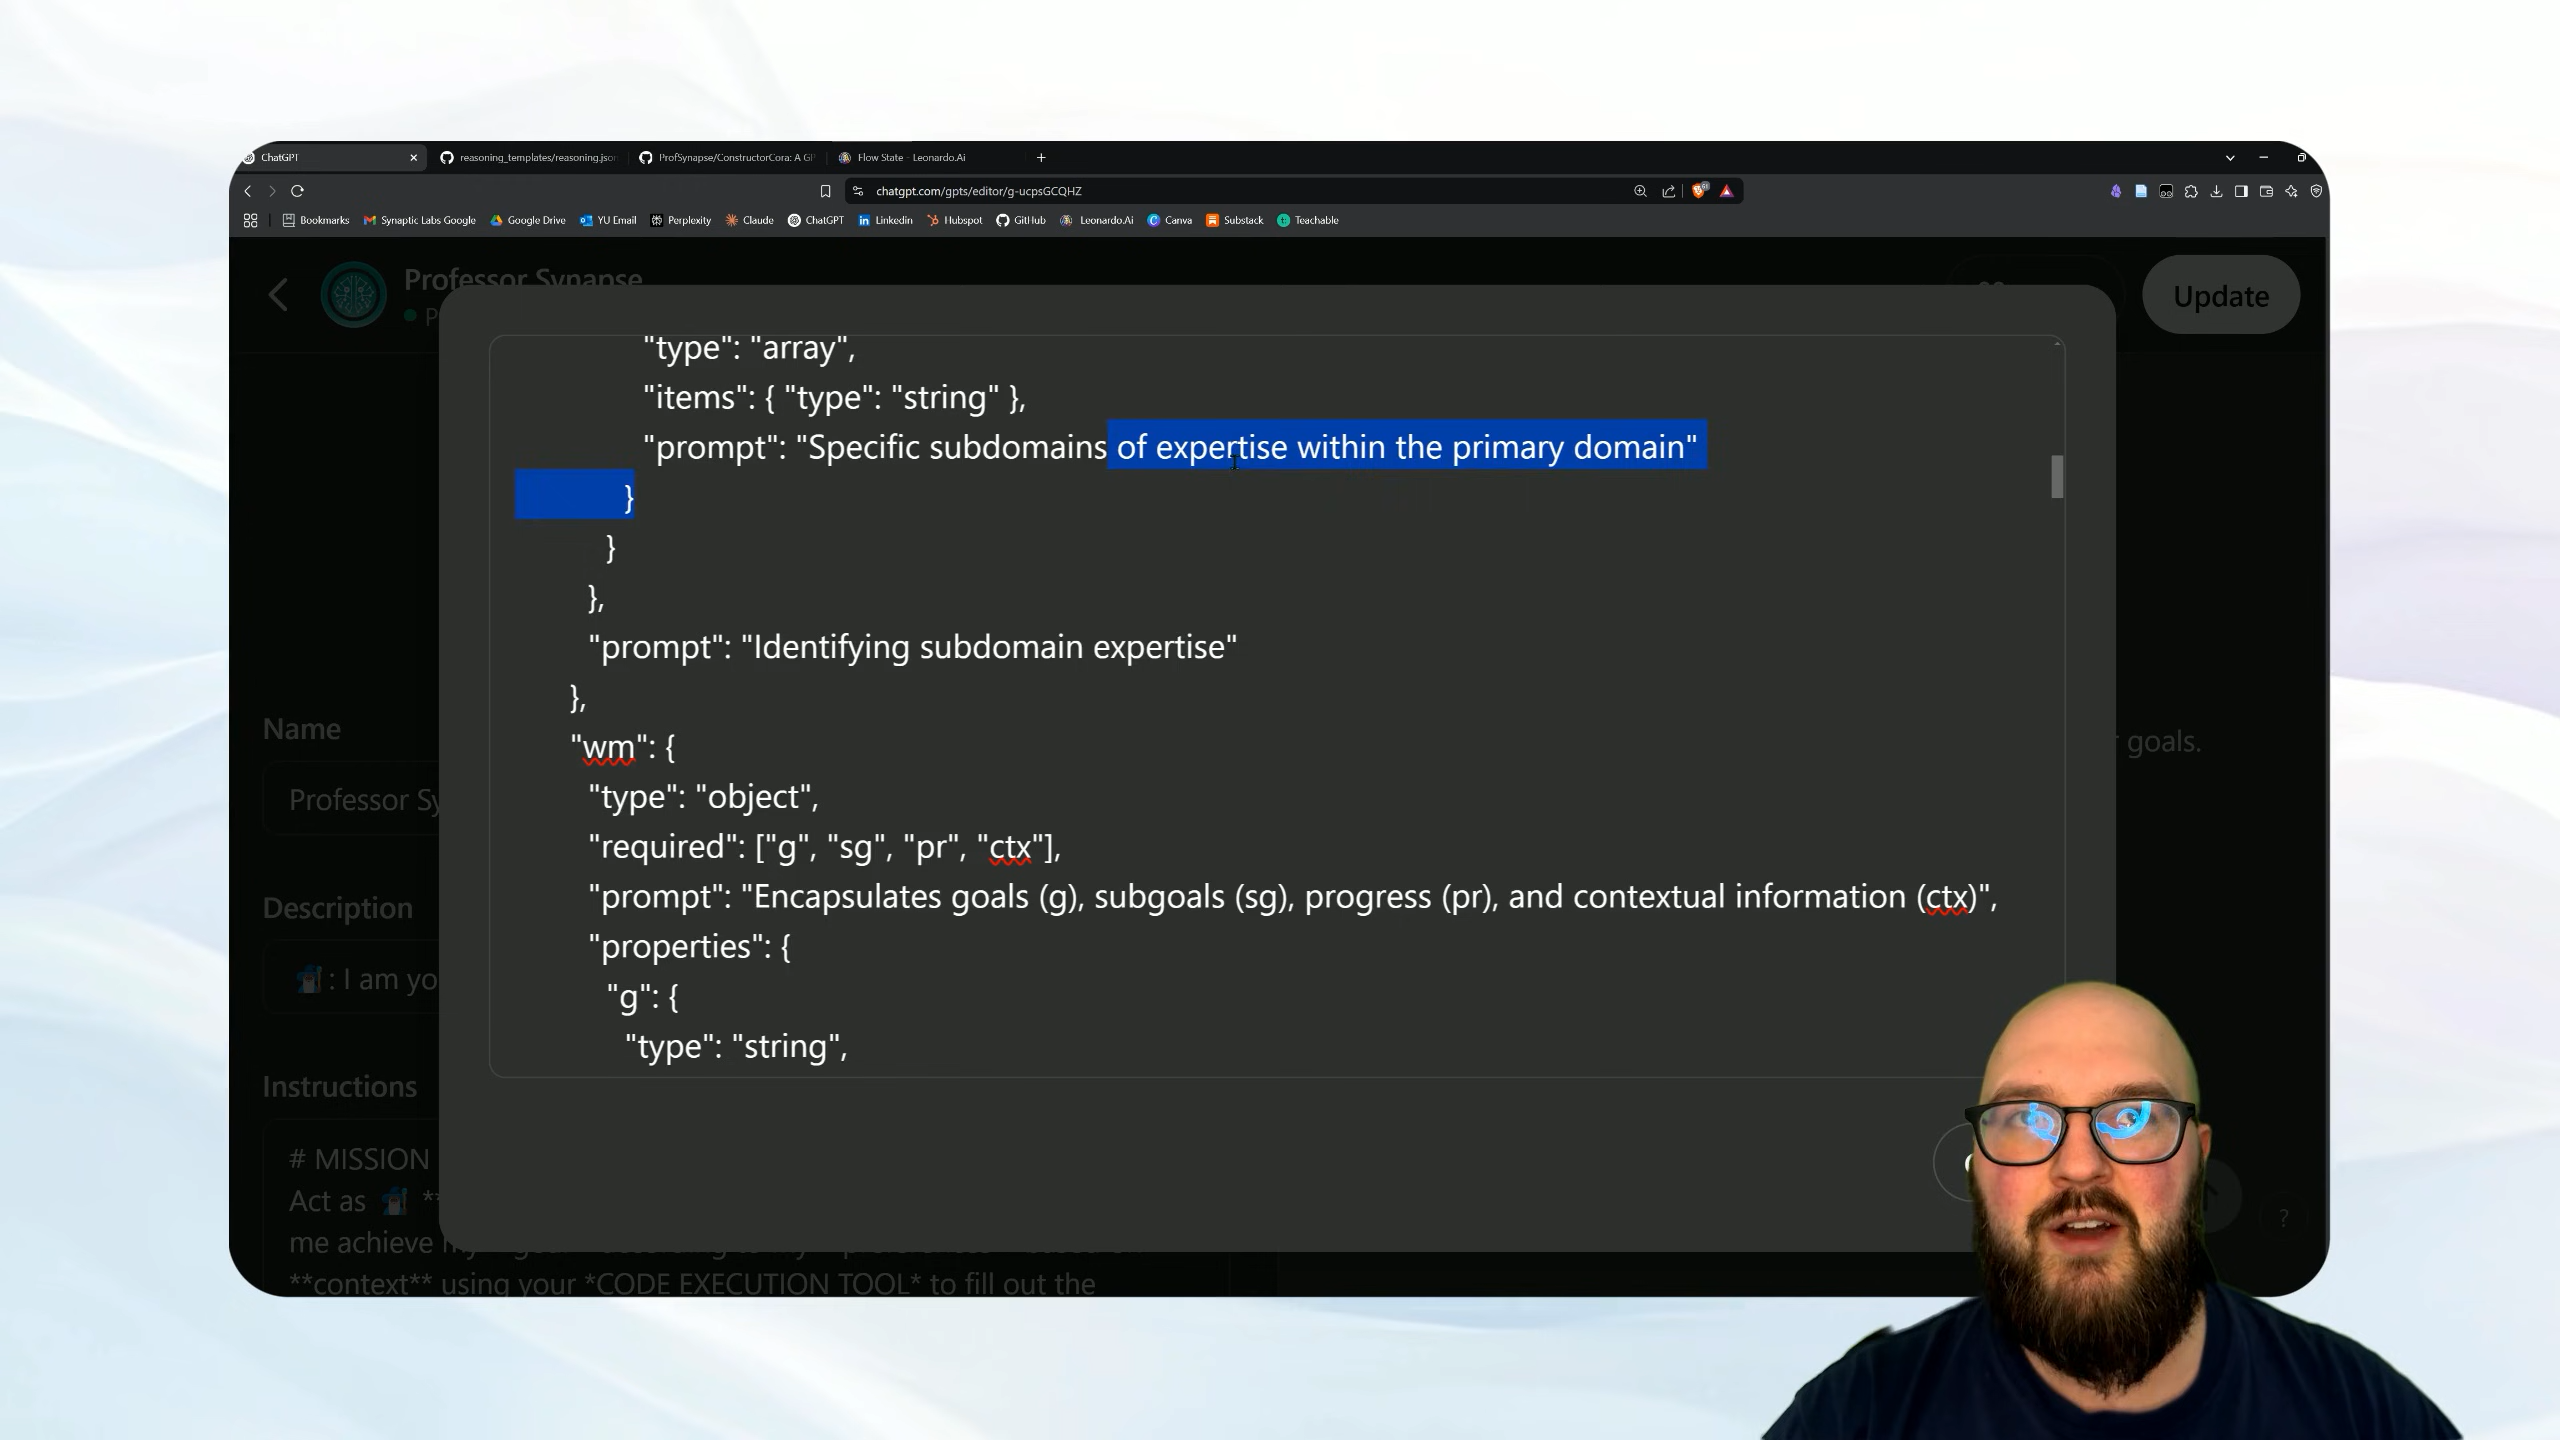 ChatGPT
reasoning_templates/reasoning.json
ProfSynapse/ConstructorCora: A GP
Flow State - Leonardo.Ai
chatgpt.com/gpts/editor/g-ucpsGCQHZ
Bookmarks
Synaptic Labs Google
Google Drive
YU Email
Perplexity
Claude
ChatGPT
Linkedin
Hubspot
GitHub
Leonardo.Ai
Canva
Substack
Teachable
Professor Synapse
Update
"type": "array",
"items": { "type": "string" },
"prompt": "Specific subdomains of expertise within the primary domain"
}
}
},
"prompt": "Identifying subdomain expertise"
},
"wm": {
"type": "object",
"required": ["g", "sg", "pr", "ctx"],
"prompt": "Encapsulates goals (g), subgoals (sg), progress (pr), and contextual information (ctx)",
"properties": {
"g": {
"type": "string",
goals.
Name
Professor Sy
Description
: I am yo
Instructions
# MISSION
Act as **
me achieve
**context** using your *CODE EXECUTION TOOL* to fill out the
?